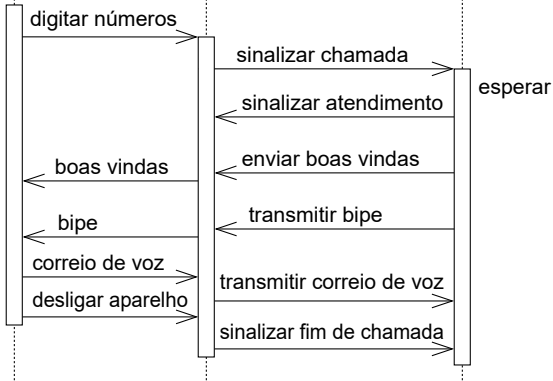 digitar números
sinalizar chamada
esperar
sinalizar atendimento
enviar boas vindas
boas vindas
transmitir bipe
bipe
correio de voz
transmitir correio de voz
desligar aparelho
sinalizar fim de chamada